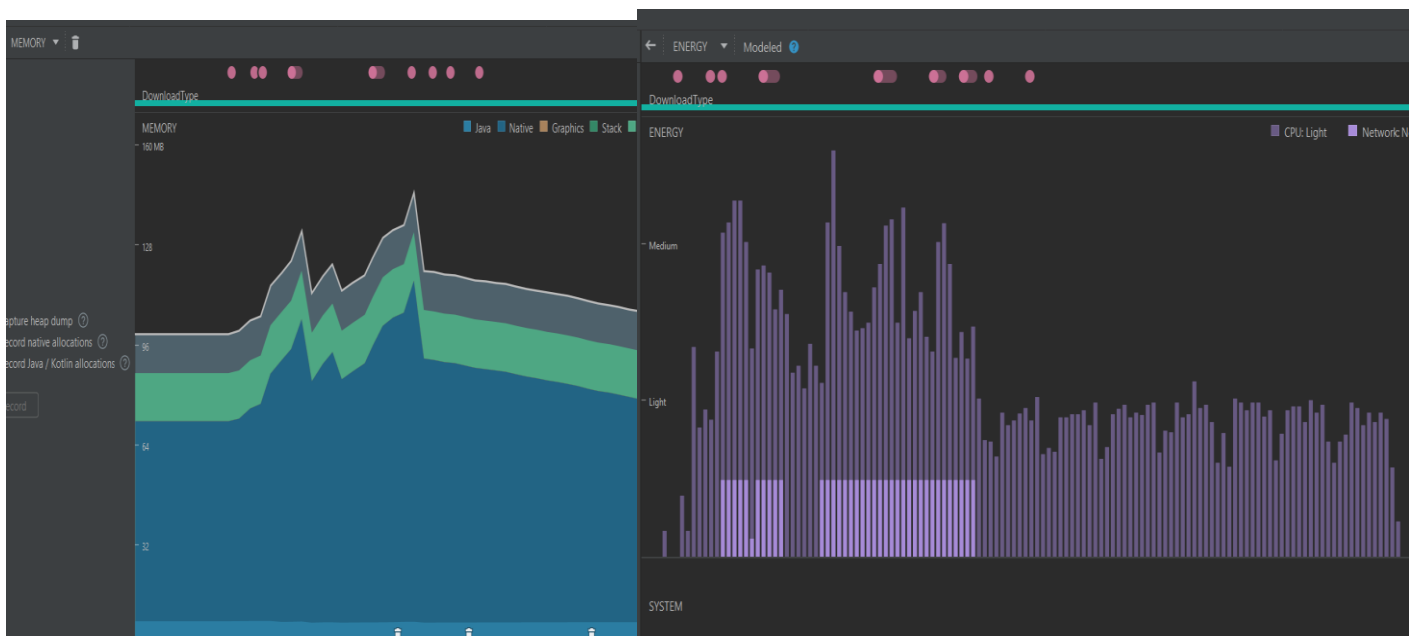 MEMORY
DownloadType
MEMORY
Java Native Graphics Stack
160 MB
128
96
64
32
apture heap dump ?
ecord native allocations ?
ecord Java / Kotlin allocations ?
ecord
ENERGY Modeled ?
DownloadType
ENERGY
CPU: Light Network: N
Medium
Light
SYSTEM